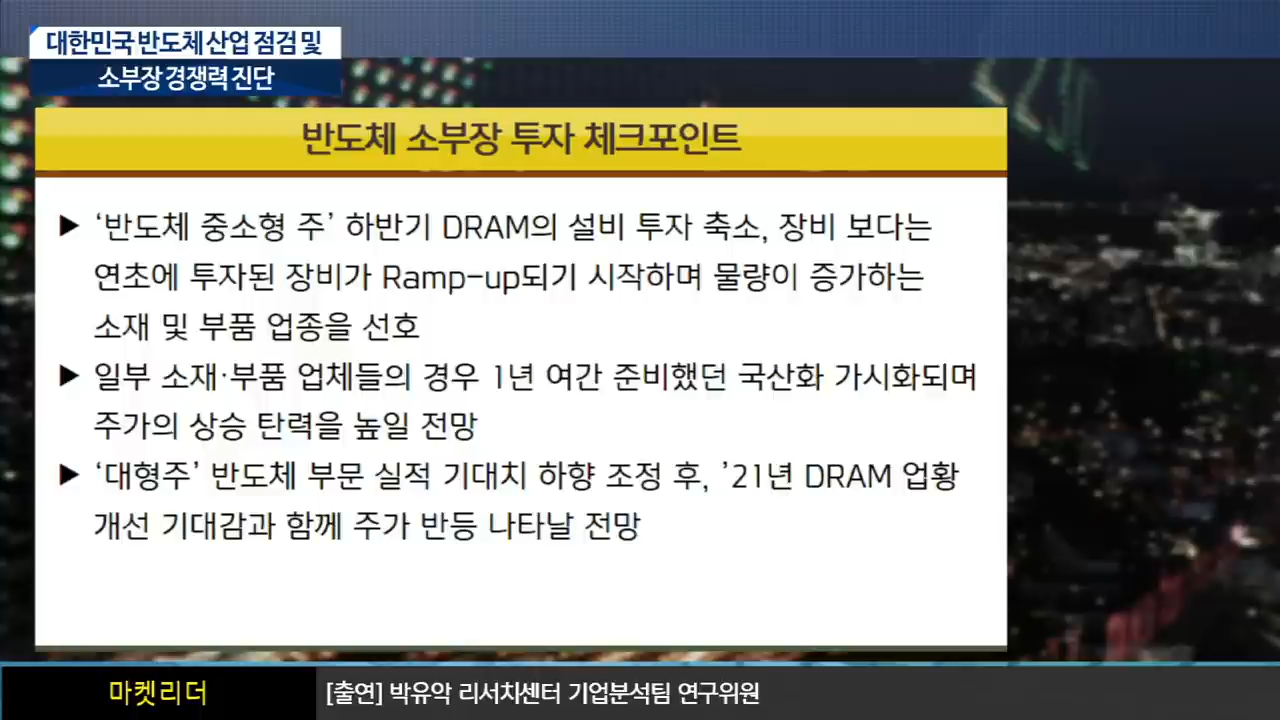 대한민국 반도체 산업 점검 및
소부장 경쟁력 진단
반도체 소부장 투자 체크포인트
▶ ‘반도체 중소형 주’ 하반기 DRAM의 설비 투자 축소, 장비 보다는
연초에 투자된 장비가 Ramp-up되기 시작하며 물량이 증가하는
소재 및 부품 업종을 선호
▶ 일부 소재·부품 업체들의 경우 1년 여간 준비했던 국산화 가시화되며
주가의 상승 탄력을 높일 전망
▶ ‘대형주’ 반도체 부문 실적 기대치 하향 조정 후, ’21년 DRAM 업황
개선 기대감과 함께 주가 반등 나타날 전망
마켓리더
[출연] 박유악 리서치센터 기업분석팀 연구위원